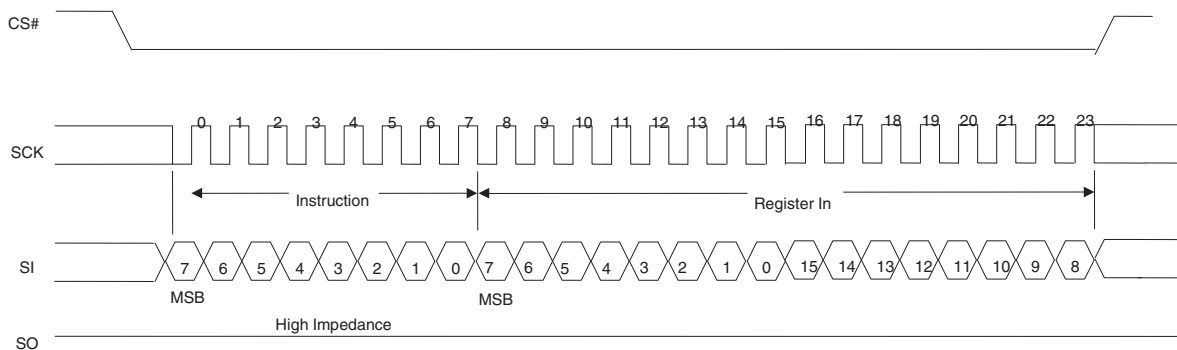 CS#
0 1 2 3 4 5 6 7 8 9 10 11 12 13 14 15 16 17 18 19 20 21 22 23
SCK
Instruction
Register In
SI
7 6 5 4 3 2 1 0 7 6 5 4 3 2 1 0 15 14 13 12 11 10 9 8
MSB MSB
High Impedance
SO